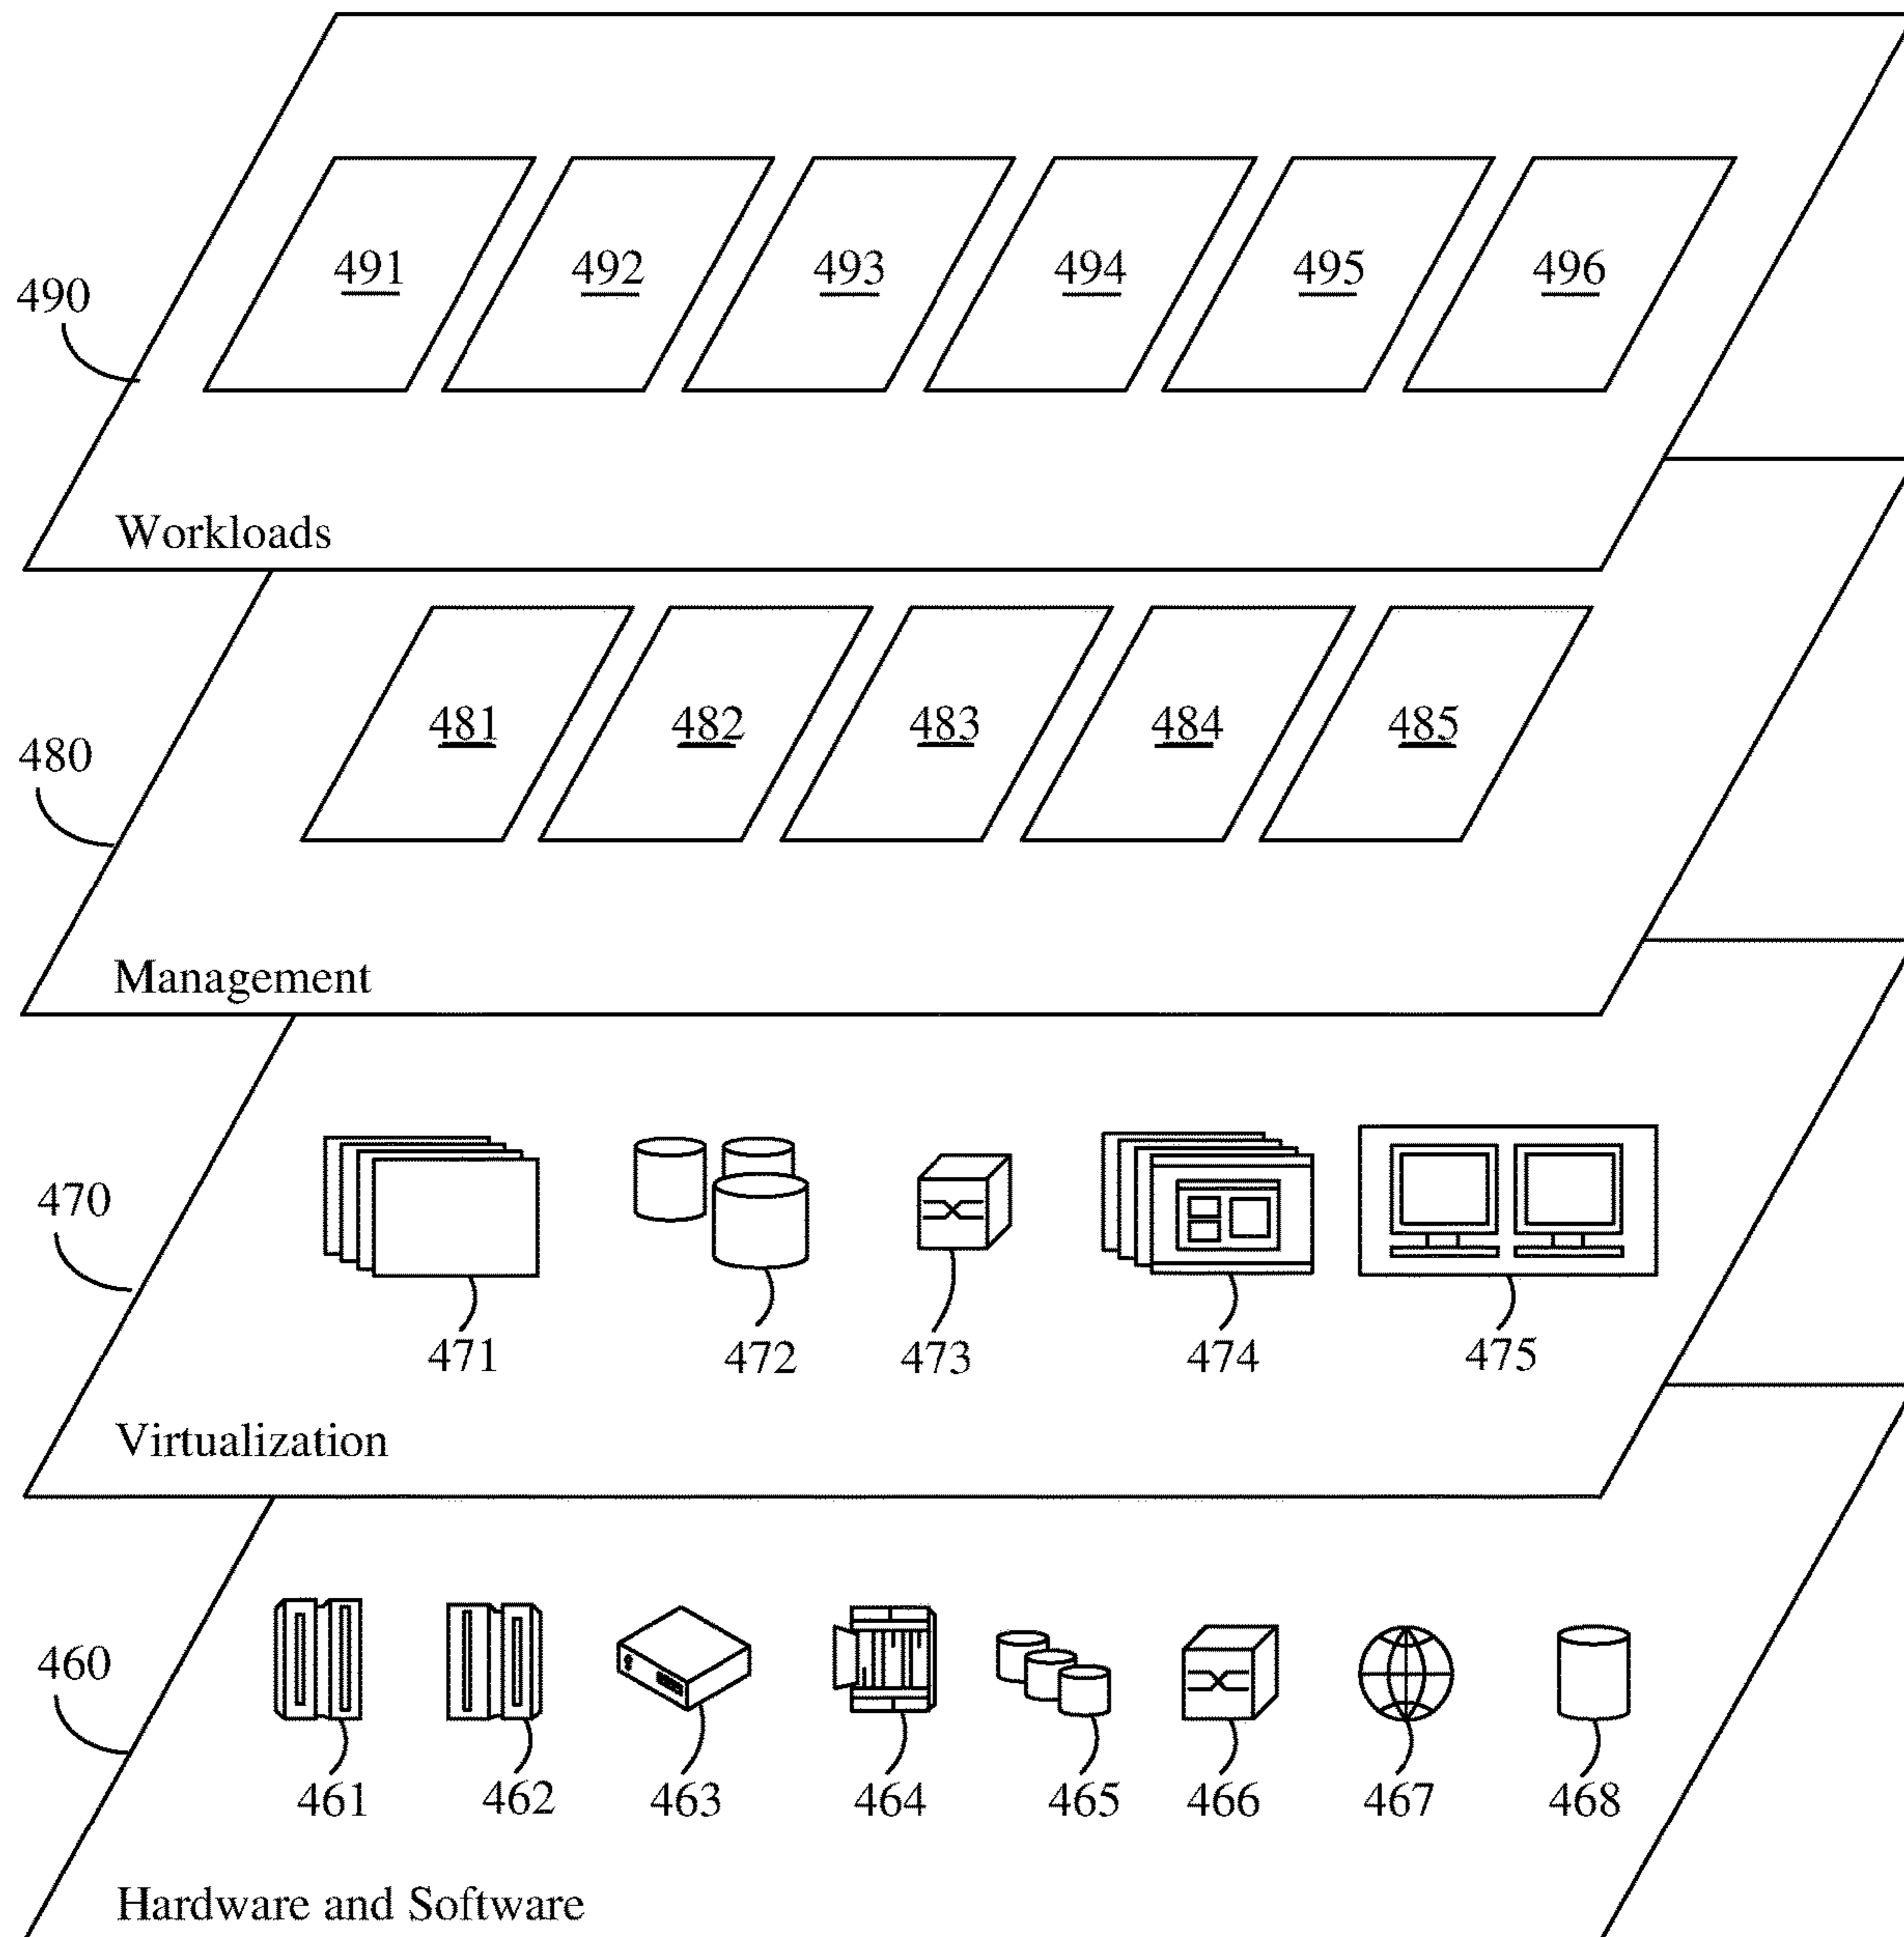 491 492 493 494 495 496
490
Workloads
481 482 483 484 485
480
Management
470
471 472 473 474 475
Virtualization
460
461 462 463 464 465 466 467 468
Hardware and Software